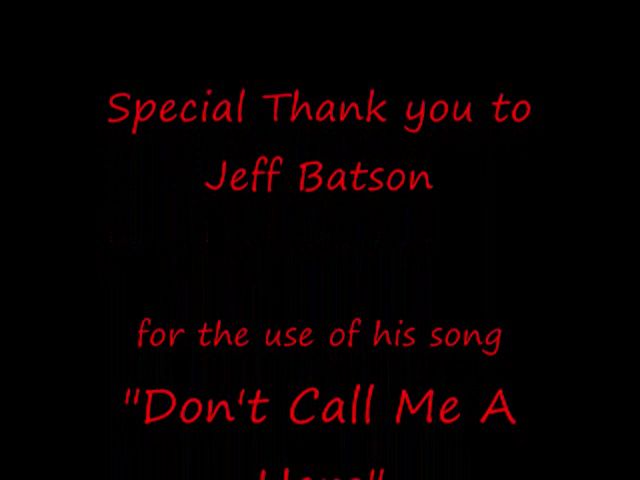 Special Thank you to
Jeff Batson
for the use of his song
"Don't Call Me A